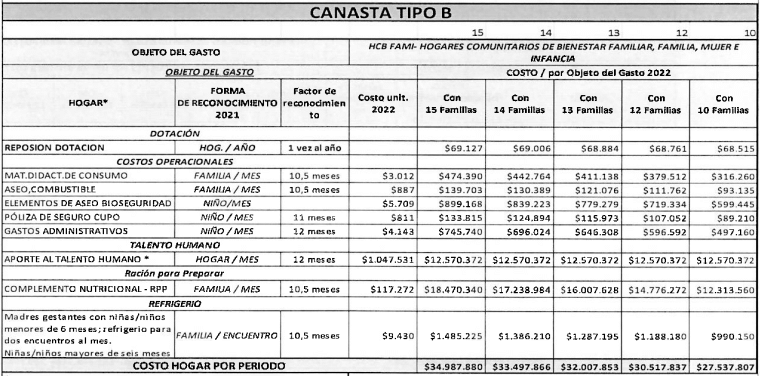 CANASTA TIPO B
15 14 13 12 10
OBJETO DEL GASTO HCB FAMI- HOGARES COMUNITARIOS DE BIENESTAR FAMILIAR, FAMILIA, MUJER E INFANCIA
OBJETO DEL GASTO COSTO / por Objeto del Gasto 2022
HOGAR* FORMA DE RECONOCIMIENTO 2021 Factor de reconocimien to Costo unit. 2022 Con 15 Familias Con 14 Familias Con 13 Familias Con 12 Familias Con 10 Familias
DOTACIÓN
REPOSION DOTACION HOG. / AÑO 1 vez al año $69.127 $69.006 $68.884 $68.761 $68.515
COSTOS OPERACIONALES
MAT.DIDACT.DE CONSUMO FAMILIA / MES 10,5 meses $3.012 $474.390 $442.764 $411.138 $379.512 $316.260
ASEO,COMBUSTIBLE FAMILIA / MES 10,5 meses $887 $139.703 $130.389 $121.076 $111.762 $93.135
ELEMENTOS DE ASEO BIOSEGURIDAD NIÑO/MES $5.709 $899.168 $839.223 $779.279 $719.334 $599.445
PÓLIZA DE SEGURO CUPO NIÑO / MES 11 meses $811 $133.815 $124.894 $115.973 $107.052 $89.210
GASTOS ADMINISTRATIVOS NIÑO / MES 12 meses $4.143 $745.740 $696.024 $646.308 $596.592 $497.160
TALENTO HUMANO
APORTE AL TALENTO HUMANO * HOGAR / MES 12 meses $1.047.531 $12.570.372 $12.570.372 $12.570.372 $12.570.372 $12.570.372
Ración para Preparar
COMPLEMENTO NUTRICIONAL - RPP FAMILIA / MES 10,5 meses $117.272 $18.470.340 $17.238.984 $16.007.628 $14.776.272 $12.313.560
REFRIGERIO
Madres gestantes con niñas/niños
menores de 6 meses; refrigerio para
dos encuentros al mes.
Niñas/niños mayores de seis meses
FAMILIA / ENCUENTRO 10,5 meses $9.430 $1.485.225 $1.386.210 $1.287.195 $1.188.180 $990.150
COSTO HOGAR POR PERIODO $34.987.880 $33.497.866 $32.007.853 $30.517.837 $27.537.807